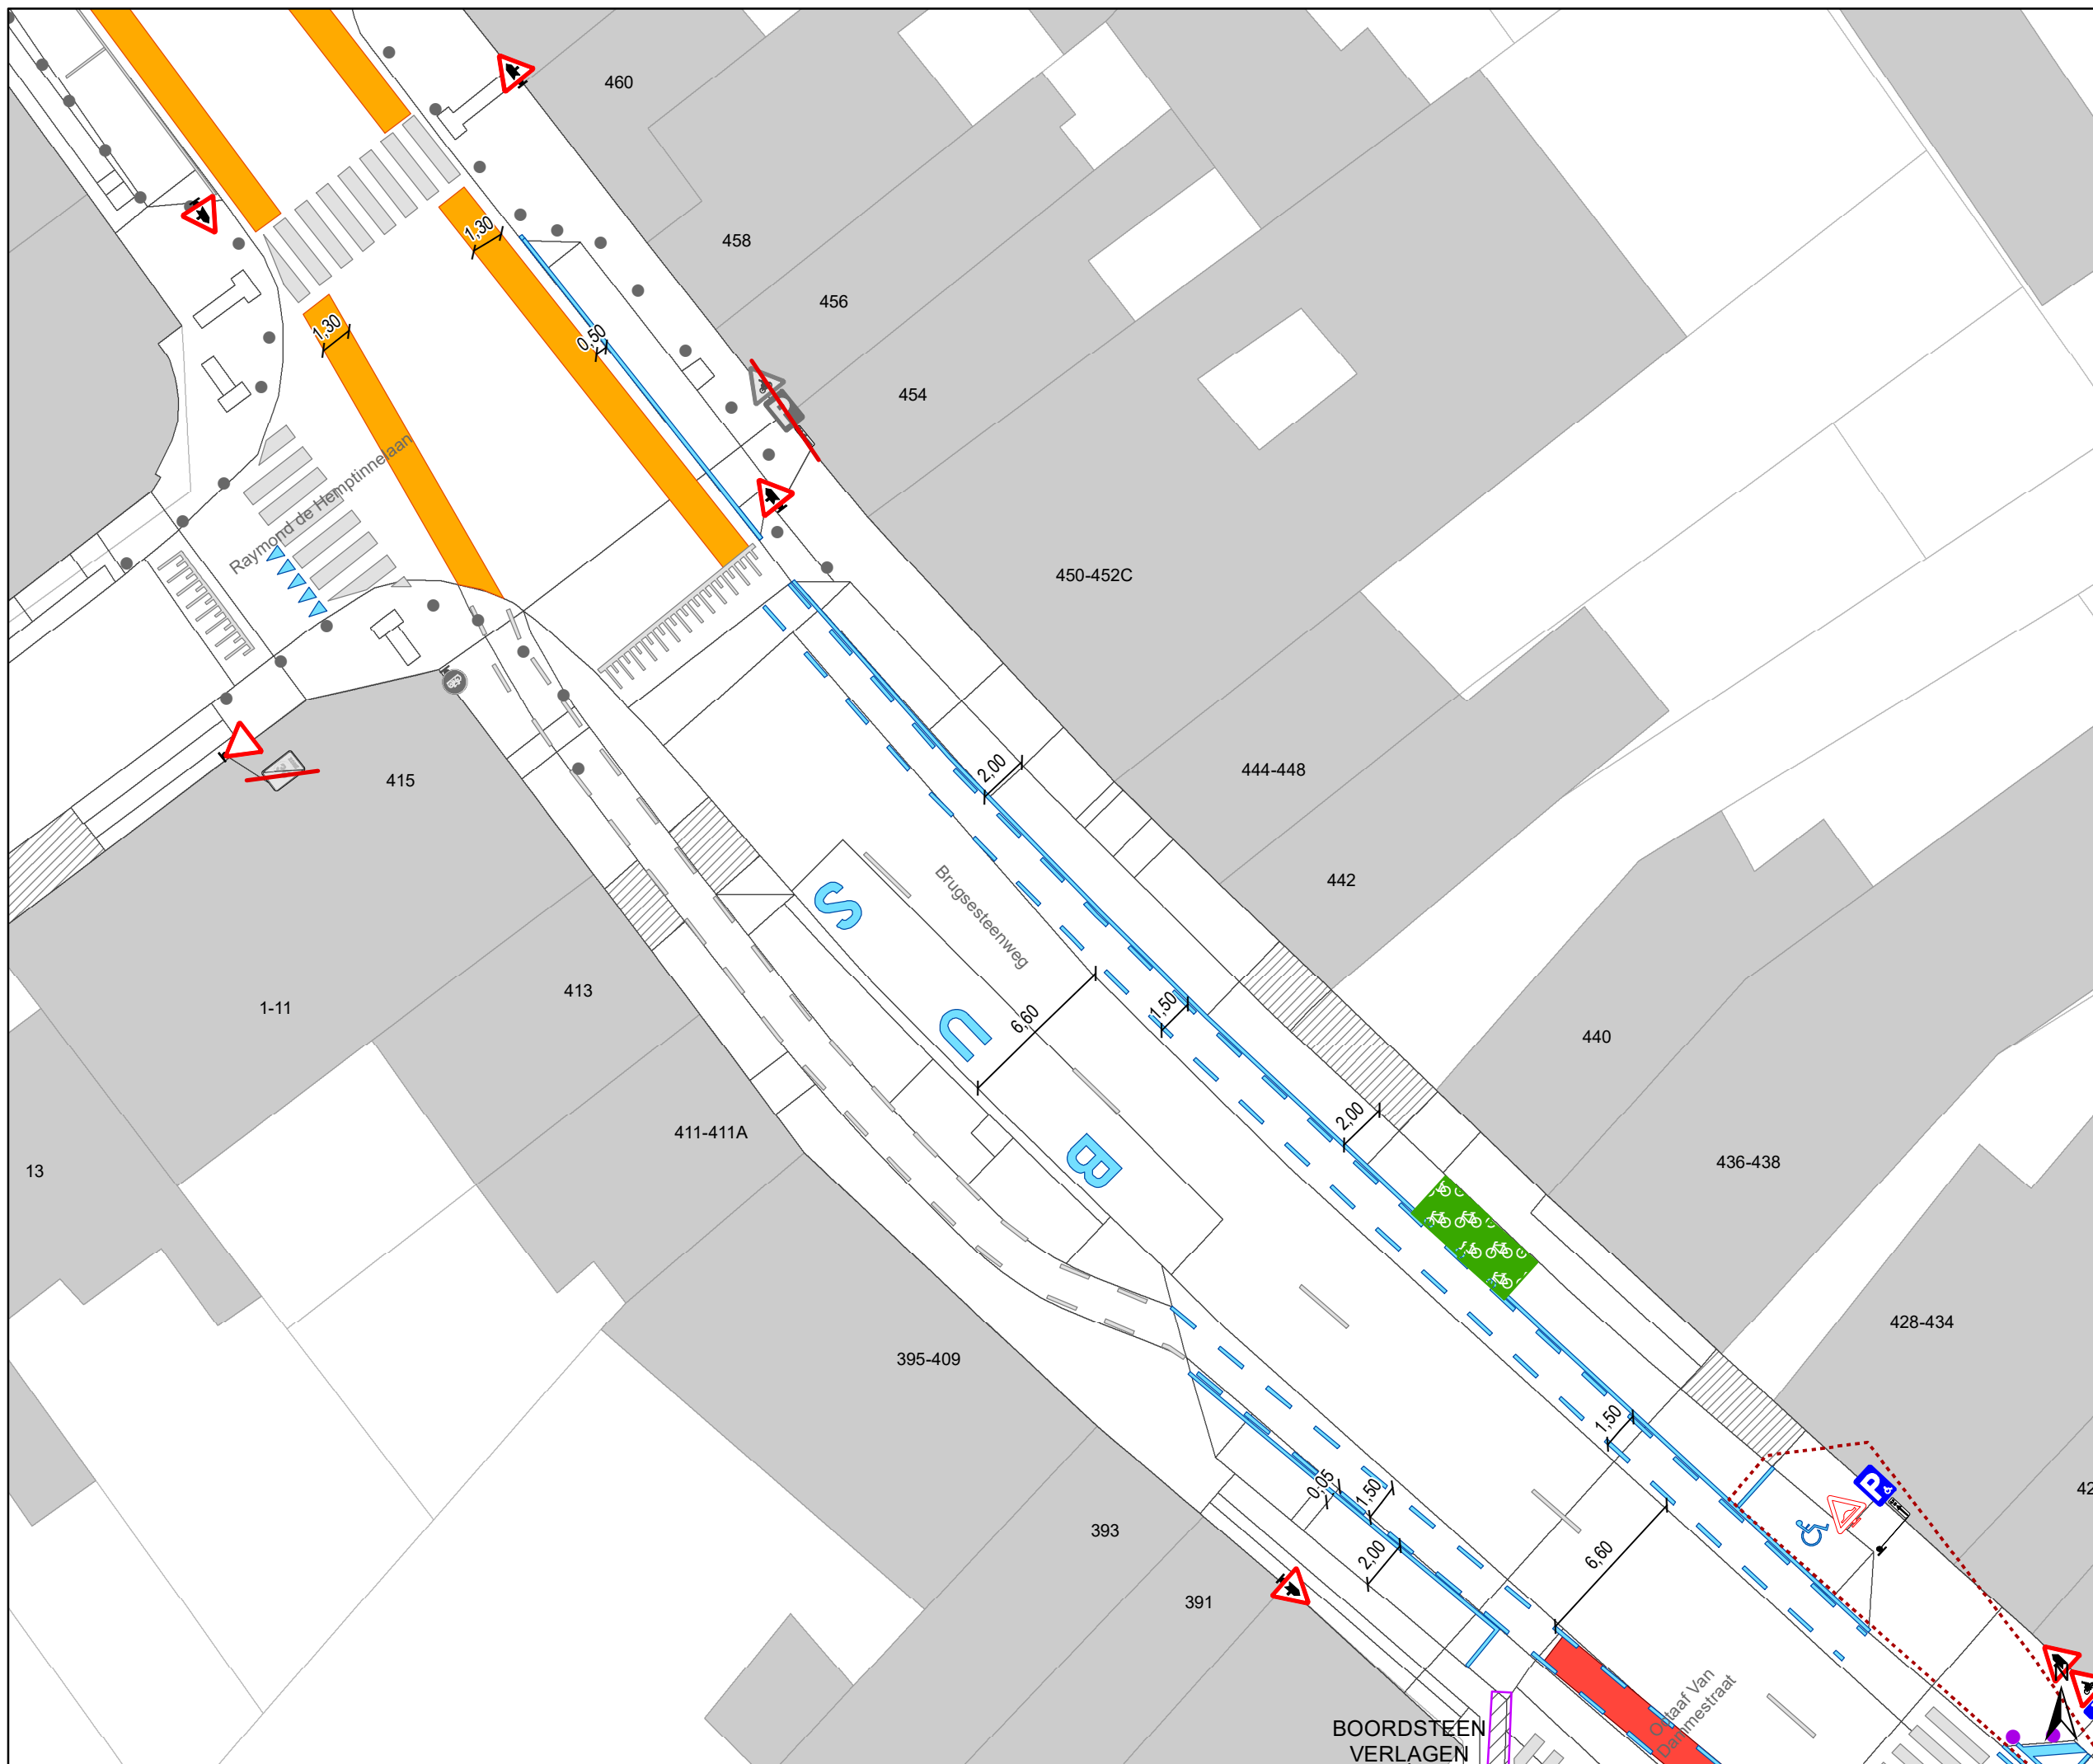 460
458
1,30
456
1,30
0,50
454
Raymond de Hemptinnelaan
450-452C
415
2,00
444-448
442
S
Brugsesteenweg
413
1-11
U
6,60
1,50
440
2,00
411-411A
B
436-438
13
428-434
395-409
1,50
0,05
1,50
P
42
393
6,60
2,00
391
Octaaf Van
Dammestraat
N
BOORDSTEEN
VERLAGEN